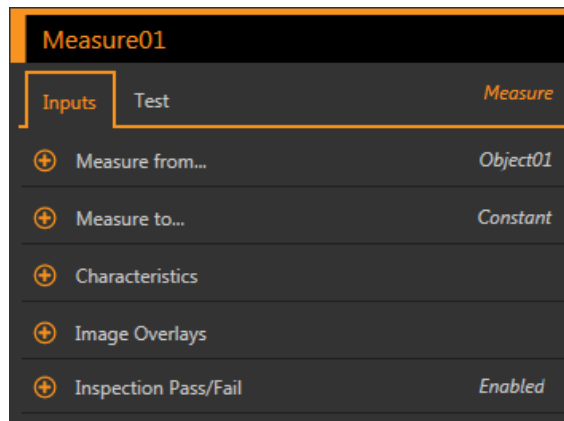 Measure01
Inputs Test Measure
Measure from... Object01
Measure to... Constant
Characteristics
Image Overlays
Inspection Pass/Fail Enabled